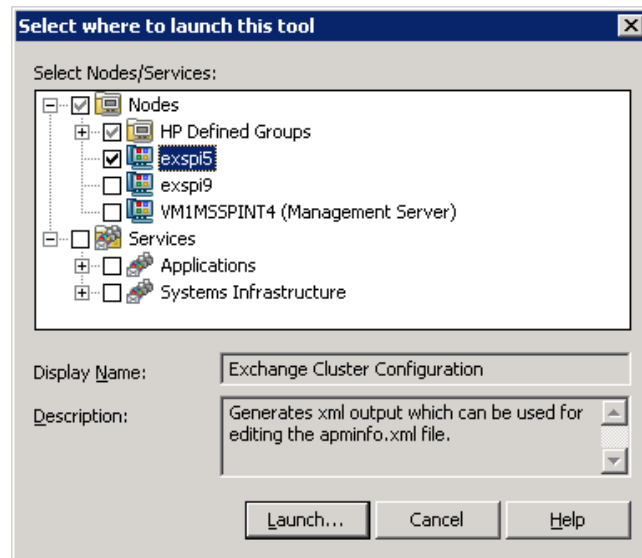 Select where to launch this tool
Select Nodes/Services:
Nodes
HP Defined Groups
exspi5
exspi9
VM1MSSPINT4 (Management Server)
Services
Applications
Systems Infrastructure
Display Name: Exchange Cluster Configuration
Description: Generates xml output which can be used for
editing the apminfo.xml file.
Launch... Cancel Help